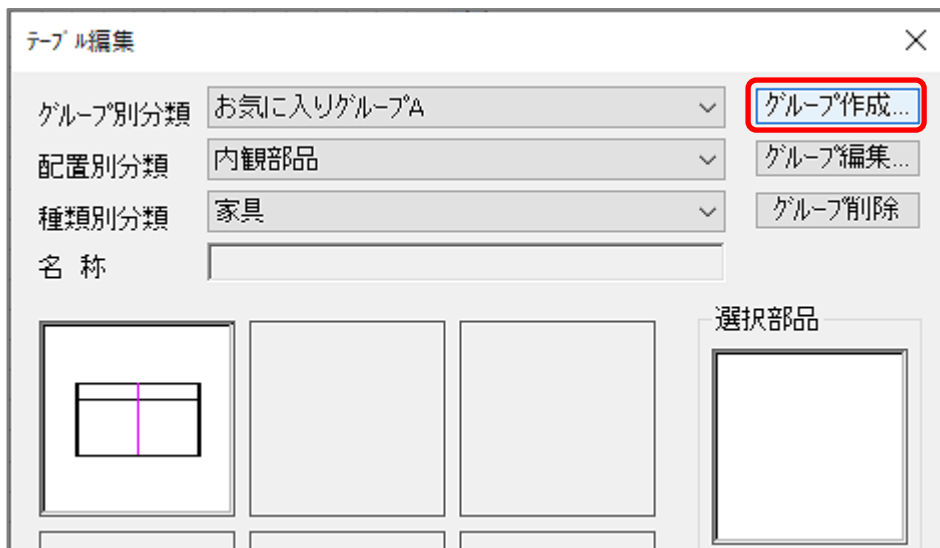 ﾃｰﾌﾞﾙ編集
ｸﾞﾙｰﾌﾟ別分類 お気に入りｸﾞﾙｰﾌﾟA ｸﾞﾙｰﾌﾟ作成...
配置別分類 内観部品 ｸﾞﾙｰﾌﾟ編集...
種類別分類 家具 ｸﾞﾙｰﾌﾟ削除
名 称
選択部品